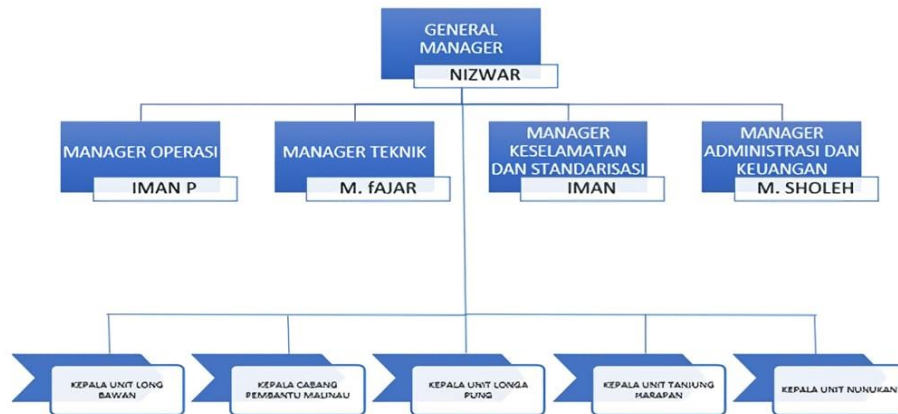 GENERAL
MANAGER
NIZWAR
MANAGER OPERASI
IMAN P
MANAGER TEKNIK
M. fAJAR
MANAGER
KESELAMATAN
DAN STANDARISASI
IMAN
MANAGER
ADMINISTRASI DAN
KEUANGAN
M. SHOLEH
KEPALA UNIT LONG
BAWAN
KEPALA CABANG
PEMBANTU MALINAU
KEPALA UNIT LONGA
PUNG
KEPALA UNIT TANJUNG
HARAPAN
KEPALA UNIT NUNUKAN